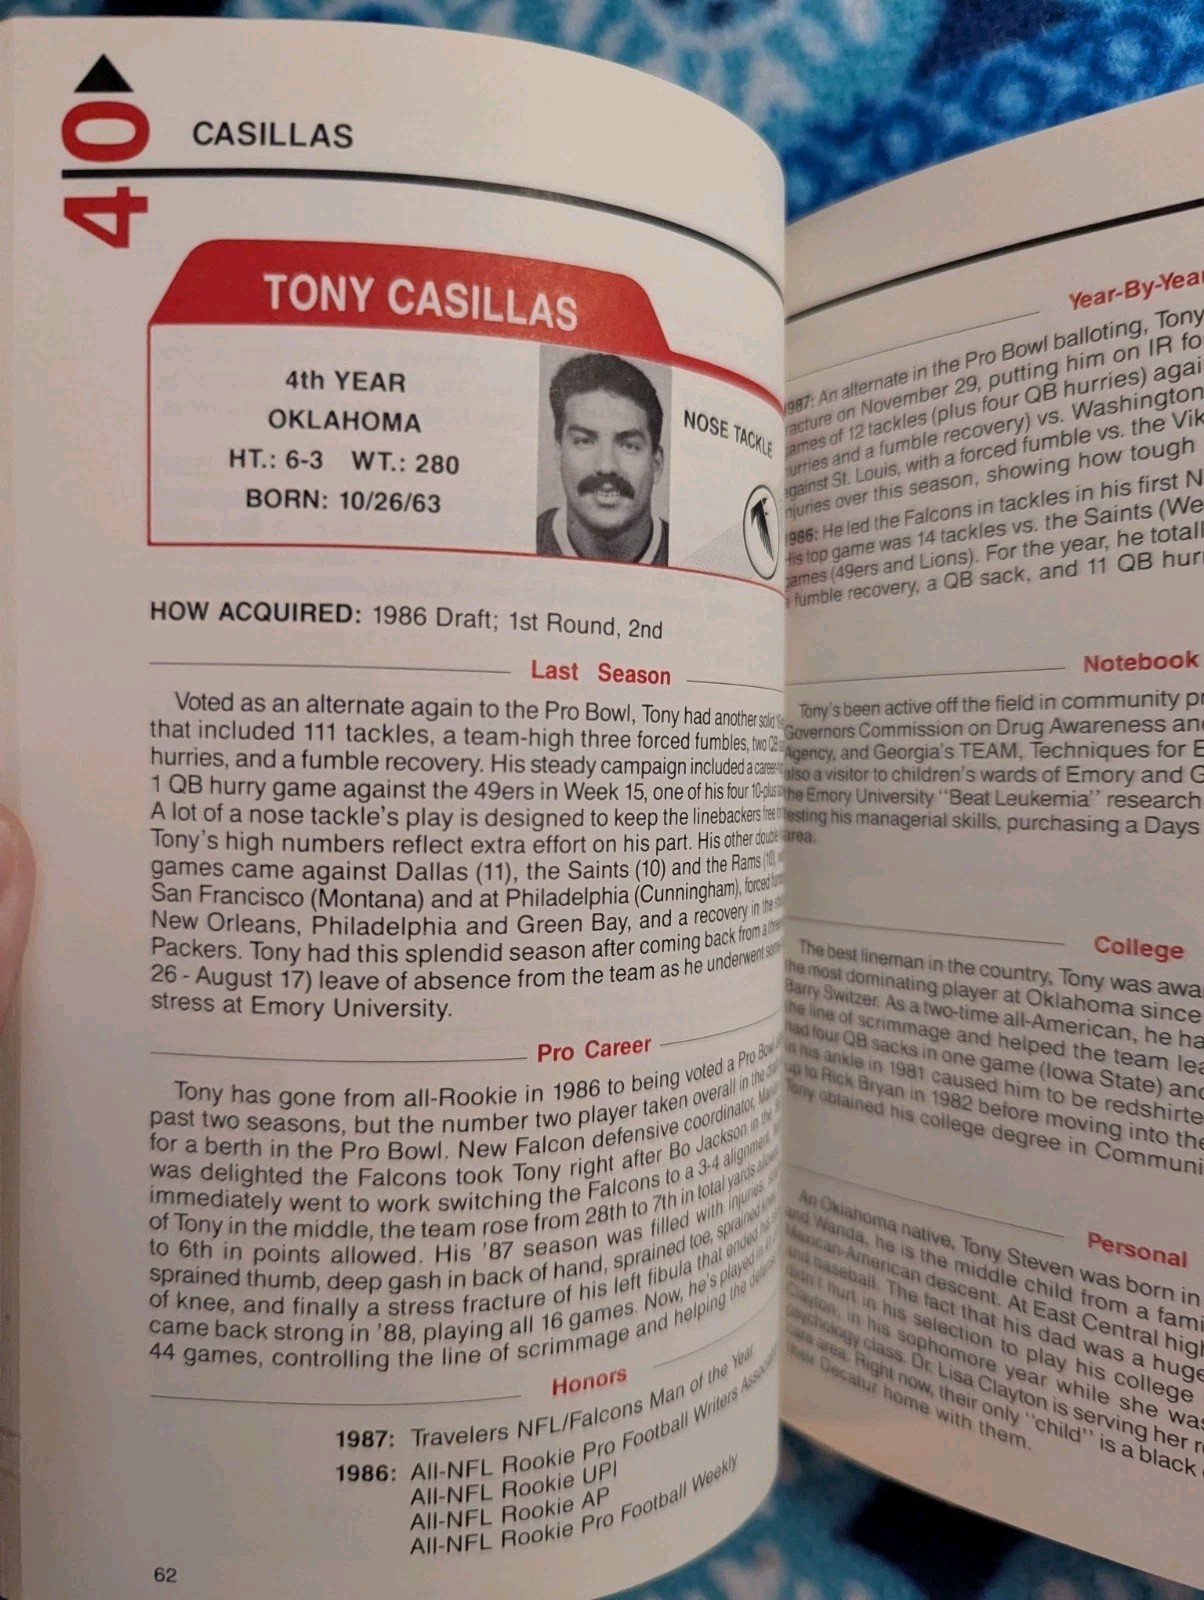 40
CASILLAS
TONY CASILLAS
4th YEAR
OKLAHOMA
HT.: 6-3 WT.: 280
BORN: 10/26/63
NOSE TACKLE
HOW ACQUIRED: 1986 Draft; 1st Round, 2nd
Last Season
Voted as an alternate again to the Pro Bowl, Tony had another solid
that included 111 tackles, a team-high three forced fumbles, two QB
hurries, and a fumble recovery. His steady campaign included a
1 QB hurry game against the 49ers in Week 15, one of his four 10-plus
A lot of a nose tackle's play is designed to keep the linebackers free
Tony's high numbers reflect extra effort on his part. His other double
games came against Dallas (11), the Saints (10) and the Rams (10),
San Francisco (Montana) and at Philadelphia (Cunningham), forced
New Orleans, Philadelphia and Green Bay, and a recovery in the
Packers. Tony had this splendid season after coming back from a
26 - August 17) leave of absence from the team as he underwent
stress at Emory University.
Pro Career
Tony has gone from all-Rookie in 1986 to being voted a Pro Bowl
past two seasons, but the number two player taken overall in the
for a berth in the Pro Bowl. New Falcon defensive coordinator,
was delighted the Falcons took Tony right after Bo Jackson in the
immediately went to work switching the Falcons to a 3-4 alignment.
of Tony in the middle, the team rose from 28th to 7th in total yards
to 6th in points allowed. His '87 season was filled with injuries:
sprained thumb, deep gash in back of hand, sprained toe, sprained
of knee, and finally a stress fracture of his left fibula that ended his
came back strong in '88, playing all 16 games. Now, he's played in
44 games, controlling the line of scrimmage and helping the
Honors
1987: Travelers NFL/Falcons Man of the Year
1986: All-NFL Rookie Pro Football Writers
All-NFL Rookie UPI
All-NFL Rookie AP
All-NFL Rookie Pro Football Weekly
62
Year-By-Year
1987: An alternate in the Pro Bowl balloting, Tony
racture on November 29, putting him on IR fo
games of 12 tackles (plus four QB hurries) agai
urries and a fumble recovery) vs. Washington
against St. Louis, with a forced fumble vs. the Vik
njuries over this season, showing how tough
1986: He led the Falcons in tackles in his first N
His top game was 14 tackles vs. the Saints (We
games (49ers and Lions). For the year, he totall
fumble recovery, a QB sack, and 11 QB hurr
Notebook
Tony's been active off the field in community p
Governors Commission on Drug Awareness an
Agency, and Georgia's TEAM, Techniques for E
also a visitor to children's wards of Emory and G
the Emory University "Beat Leukemia" research
testing his managerial skills, purchasing a Days
area.
College
The best lineman in the country, Tony was awa
the most dominating player at Oklahoma since
Barry Switzer. As a two-time all-American, he ha
the line of scrimmage and helped the team lea
had four QB sacks in one game (Iowa State) and
in his ankle in 1981 caused him to be redshirte
up to Rick Bryan in 1982 before moving into the
Tony obtained his college degree in Communi
Personal
An Oklahoma native, Tony Steven was born in
and Wanda, he is the middle child from a fami
Mexican-American descent. At East Central high
and baseball. The fact that his dad was a huge
didn't hurt in his selection to play his college
Clayton, in his sophomore year while she was
psychology class. Dr. Lisa Clayton is serving her r
care area. Right now, their only "child" is a black
their Decatur home with them.